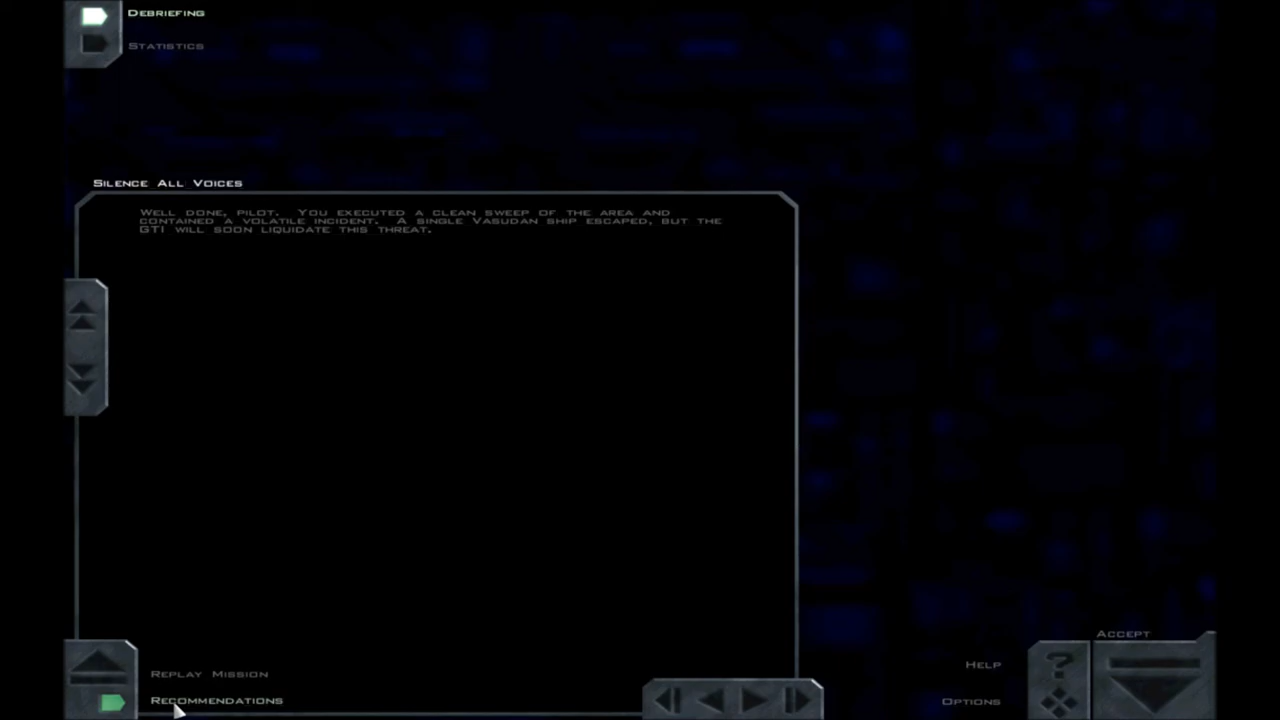 Debriefing
Statistics
Silence All Voices
Well done, pilot. You executed a clean sweep of the area and
contained a volatile incident. A single Vasudan ship escaped, but the
GTI will soon liquidate this threat.
Accept
Replay Mission
Help
Recommendations
Options